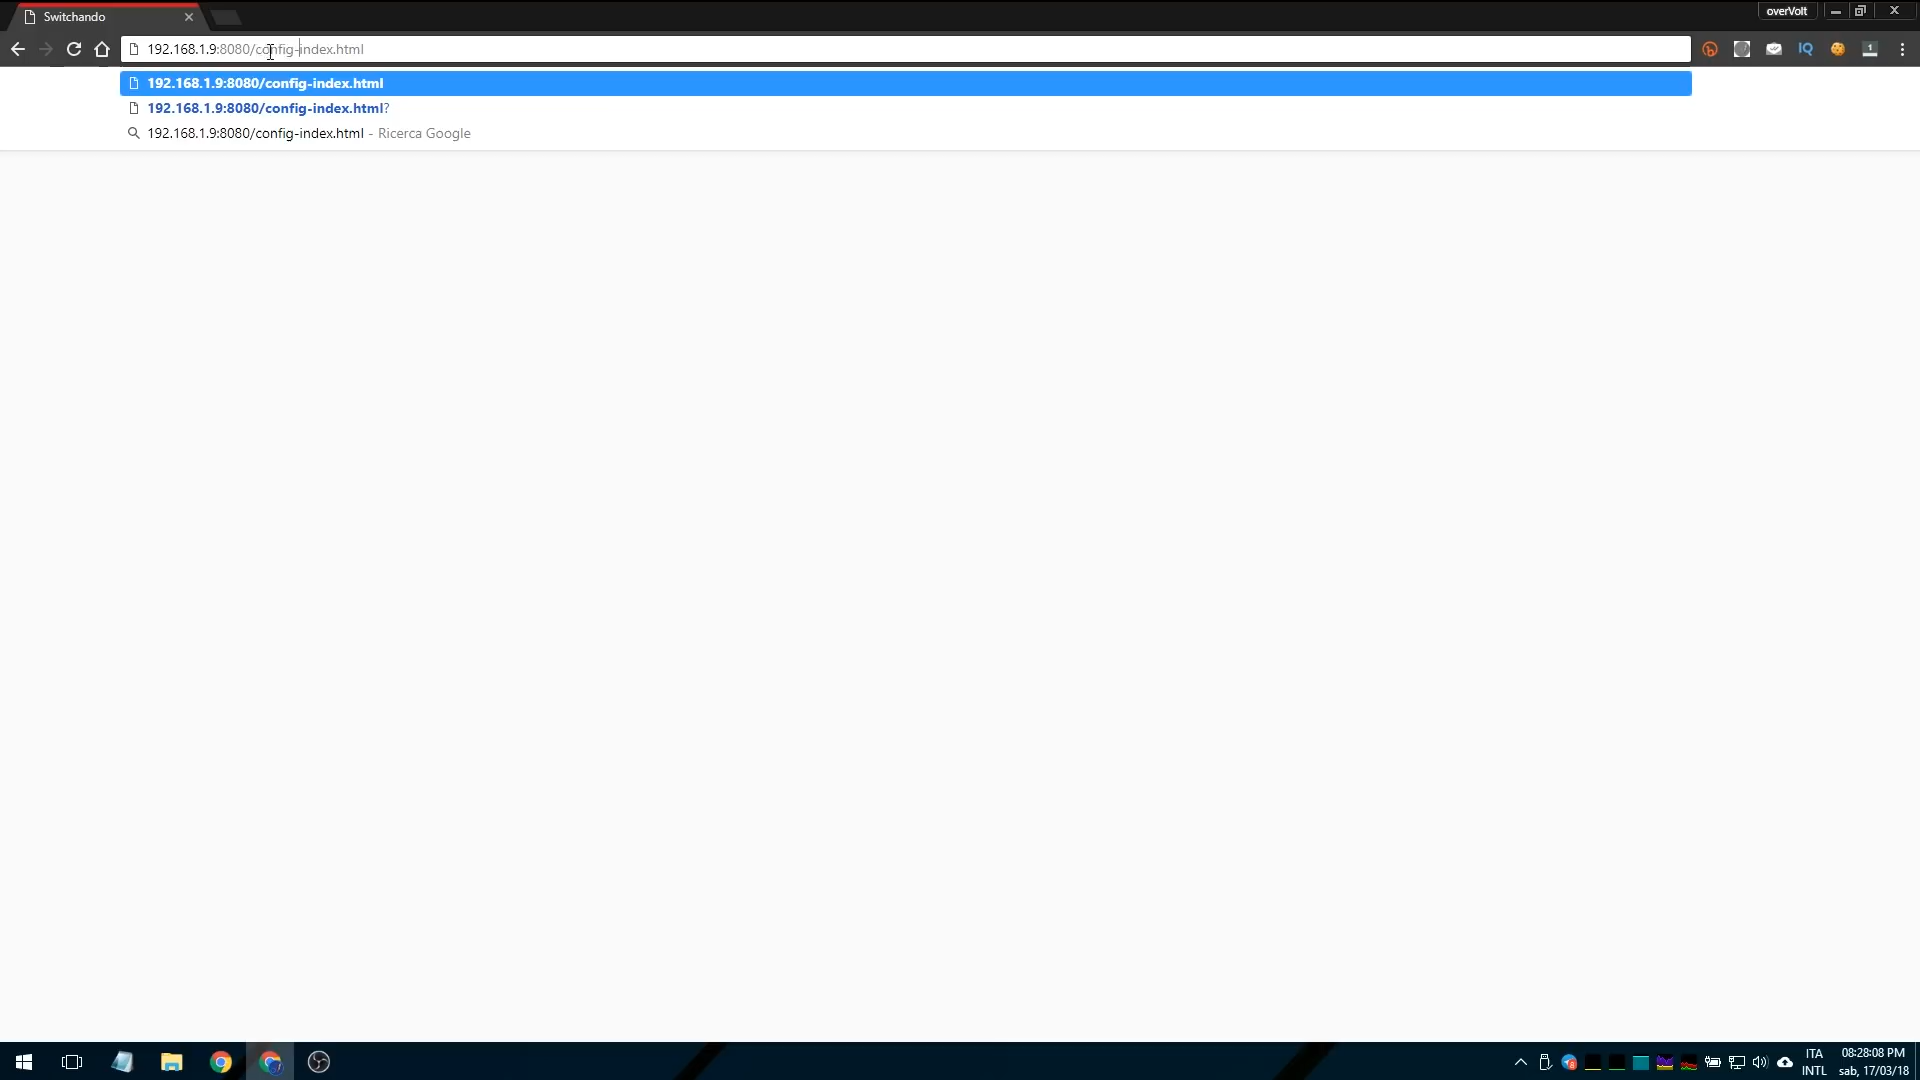 Switchando
overVolt
192.168.1.9:8080/config-index.html
IQ
1
192.168.1.9:8080/config-index.html
192.168.1.9:8080/config-index.html?
192.168.1.9:8080/config-index.html - Ricerca Google
ITA
INTL
08:28:08 PM
sab, 17/03/18